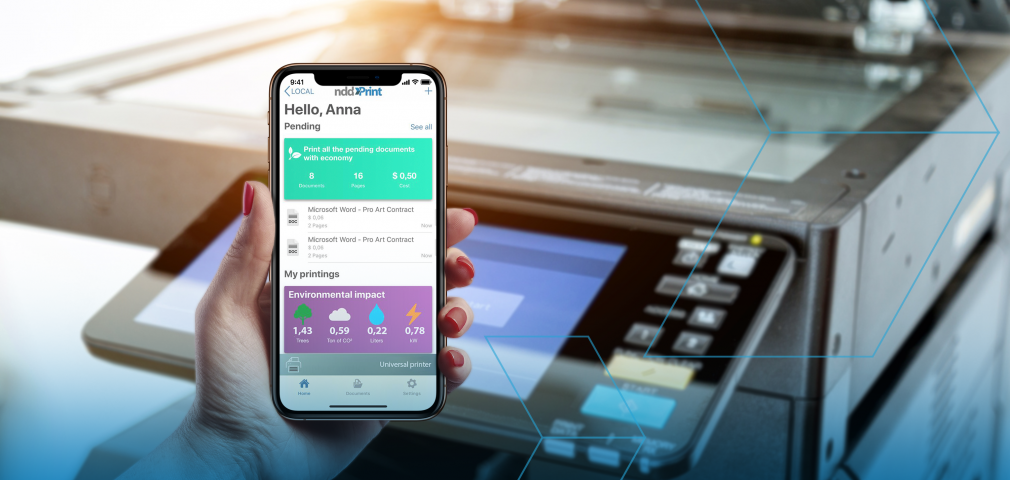 9:41
LOCAL
nddPrint
+
Hello, Anna
Pending
See all
Print all the pending documents
with economy
8 16 $ 0,50
Documents Pages Cost
Microsoft Word - Pro Art Contract
$ 0,06
2 Pages Now
DOC
Microsoft Word - Pro Art Contract
$ 0,06
2 Pages Now
DOC
My printings
Environmental impact
1,43 0,59 0,22 0,78
Trees Ton of CO² Liters kW
Universal printer
Home Documents Settings
START